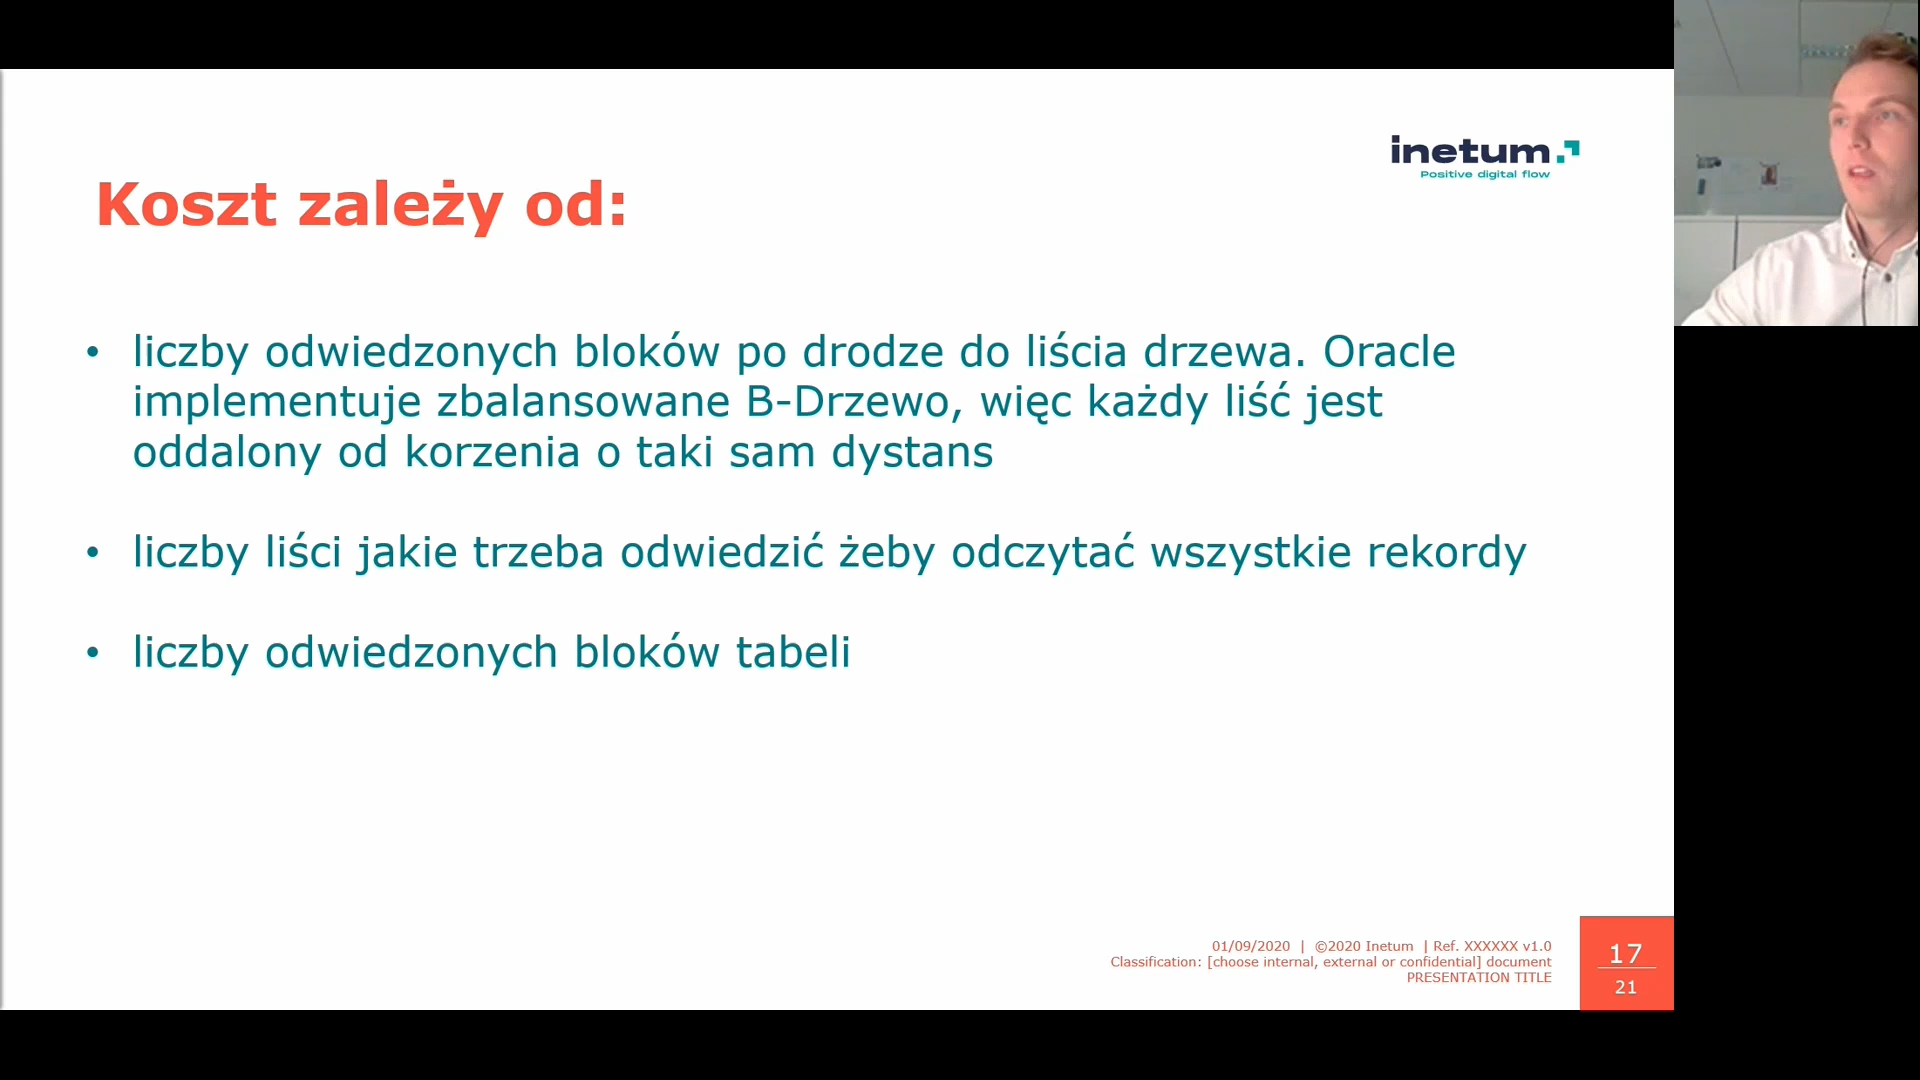 inetum
Positive digital flow
Koszt zależy od:
• liczby odwiedzonych bloków po drodze do liścia drzewa. Oracle
implementuje zbalansowane B-Drzewo, więc każdy liść jest
oddalony od korzenia o taki sam dystans
• liczby liści jakie trzeba odwiedzić żeby odczytać wszystkie rekordy
• liczby odwiedzonych bloków tabeli
01/09/2020 | ©2020 Inetum | Ref. XXXXXX v1.0
Classification: [choose internal, external or confidential] document
PRESENTATION TITLE
17
21